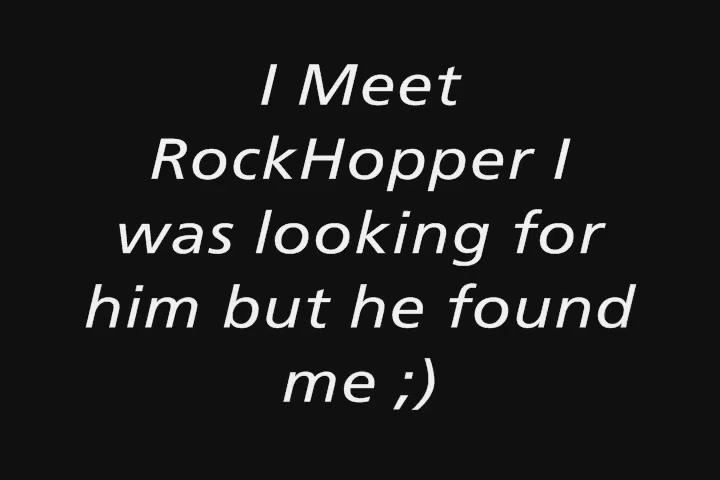 I Meet
RockHopper I
was looking for
him but he found
me ;)